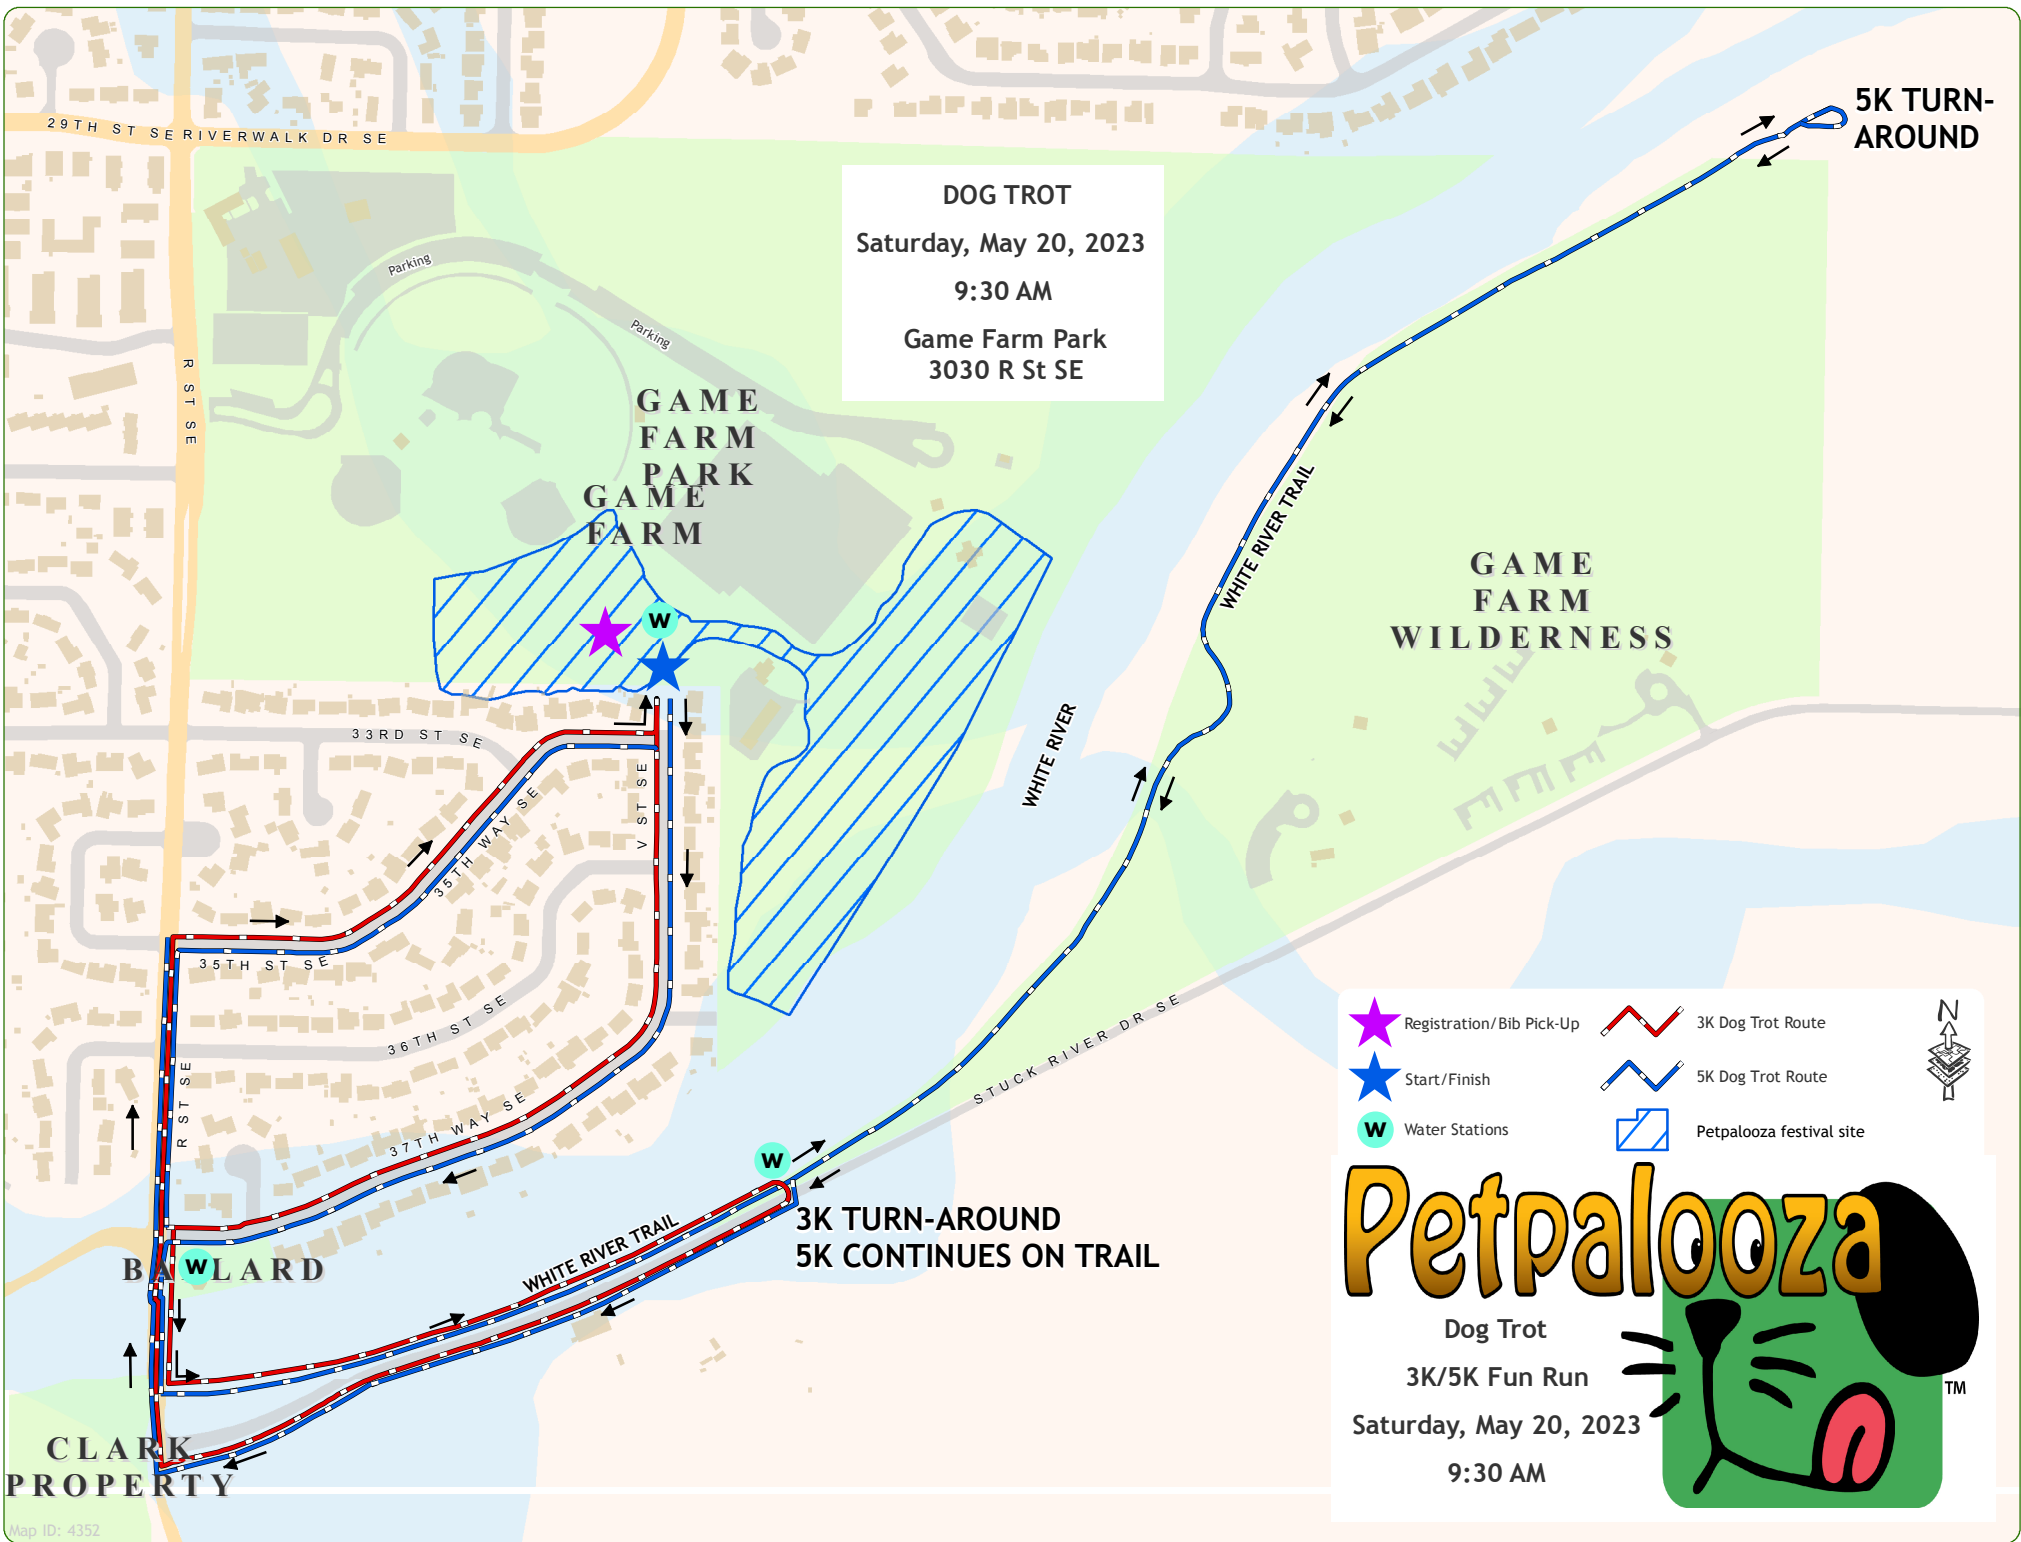 29TH ST SE
RIVERWALK DR SE
5K TURN-
AROUND
DOG TROT
Saturday, May 20, 2023
9:30 AM
Game Farm Park
3030 R St SE
Parking
Parking
R ST SE
GAME
FARM
PARK
GAME
FARM
W
WHITE RIVER TRAIL
GAME
FARM
WILDERNESS
WHITE RIVER
33RD ST SE
V ST SE
35TH WAY SE
35TH ST SE
36TH ST SE
R ST SE
37TH WAY SE
STUCK RIVER DR SE
W
3K TURN-AROUND
5K CONTINUES ON TRAIL
WHITE RIVER TRAIL
BALLARD
W
CLARK
PROPERTY
Map ID: 4352
Registration/Bib Pick-Up
3K Dog Trot Route
N
Start/Finish
5K Dog Trot Route
W
Water Stations
Petpalooza festival site
Petpalooza
TM
Dog Trot
3K/5K Fun Run
Saturday, May 20, 2023
9:30 AM